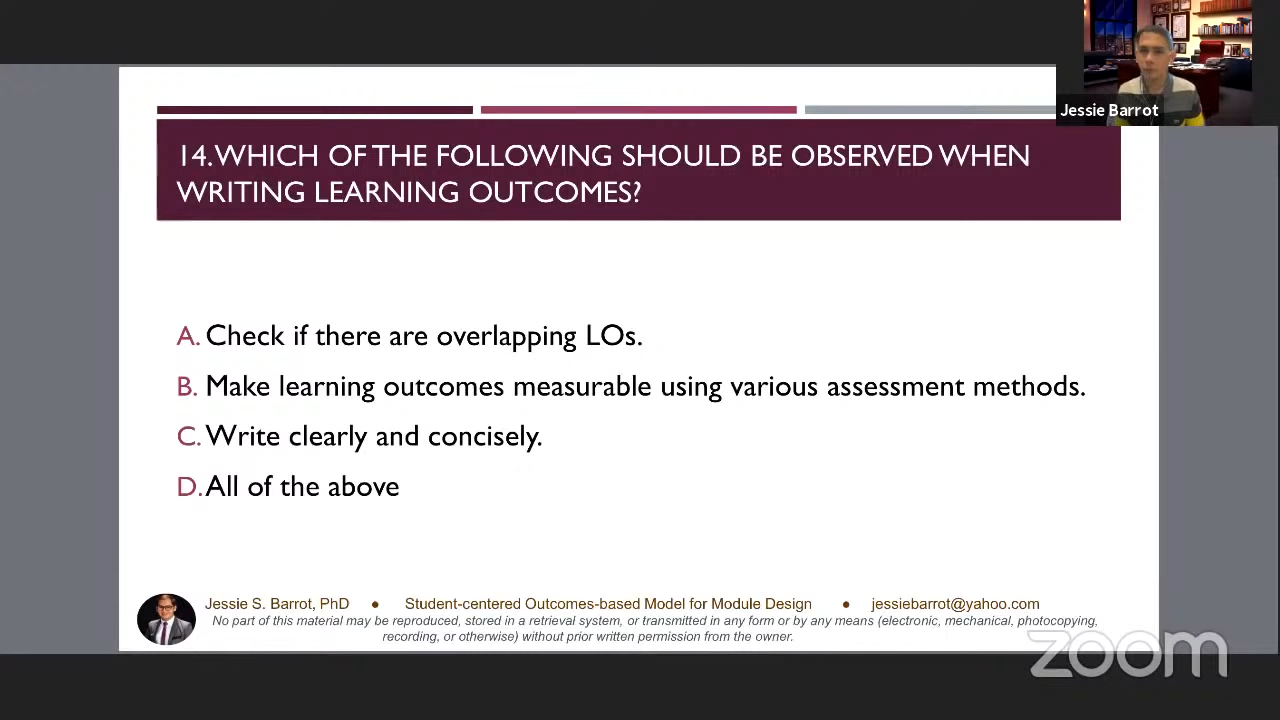 Jessie Barrot
14. WHICH OF THE FOLLOWING SHOULD BE OBSERVED WHEN
WRITING LEARNING OUTCOMES?
A. Check if there are overlapping LOs.
B. Make learning outcomes measurable using various assessment methods.
C. Write clearly and concisely.
D. All of the above
Jessie S. Barrot, PhD ● Student-centered Outcomes-based Model for Module Design ● jessiebarrot@yahoo.com
No part of this material may be reproduced, stored in a retrieval system, or transmitted in any form or by any means (electronic, mechanical, photocopying,
recording, or otherwise) without prior written permission from the owner.
zoom